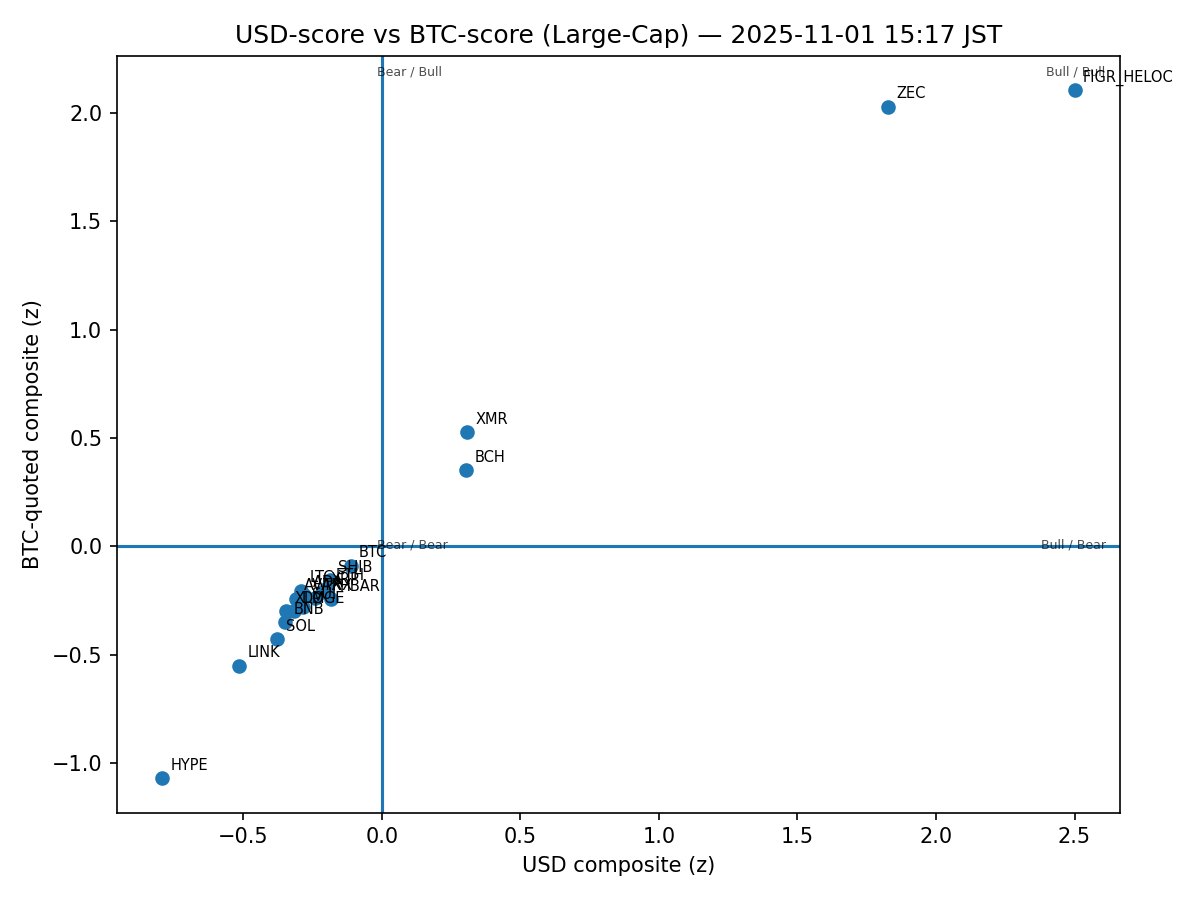 USD-score vs BTC-score (Large-Cap) — 2025-11-01 15:17 JST
Bear / Bull
Bull / Bull
FIGR_HELOC
ZEC
2.0
1.5
1.0
XMR
0.5
BCH
0.0
Bear / Bear
Bull / Bear
BTC
SHIB
HBAR
BNB
SOL
−0.5
LINK
−1.0
HYPE
−0.5
0.0
0.5
1.0
1.5
2.0
2.5
USD composite (z)
BTC-quoted composite (z)